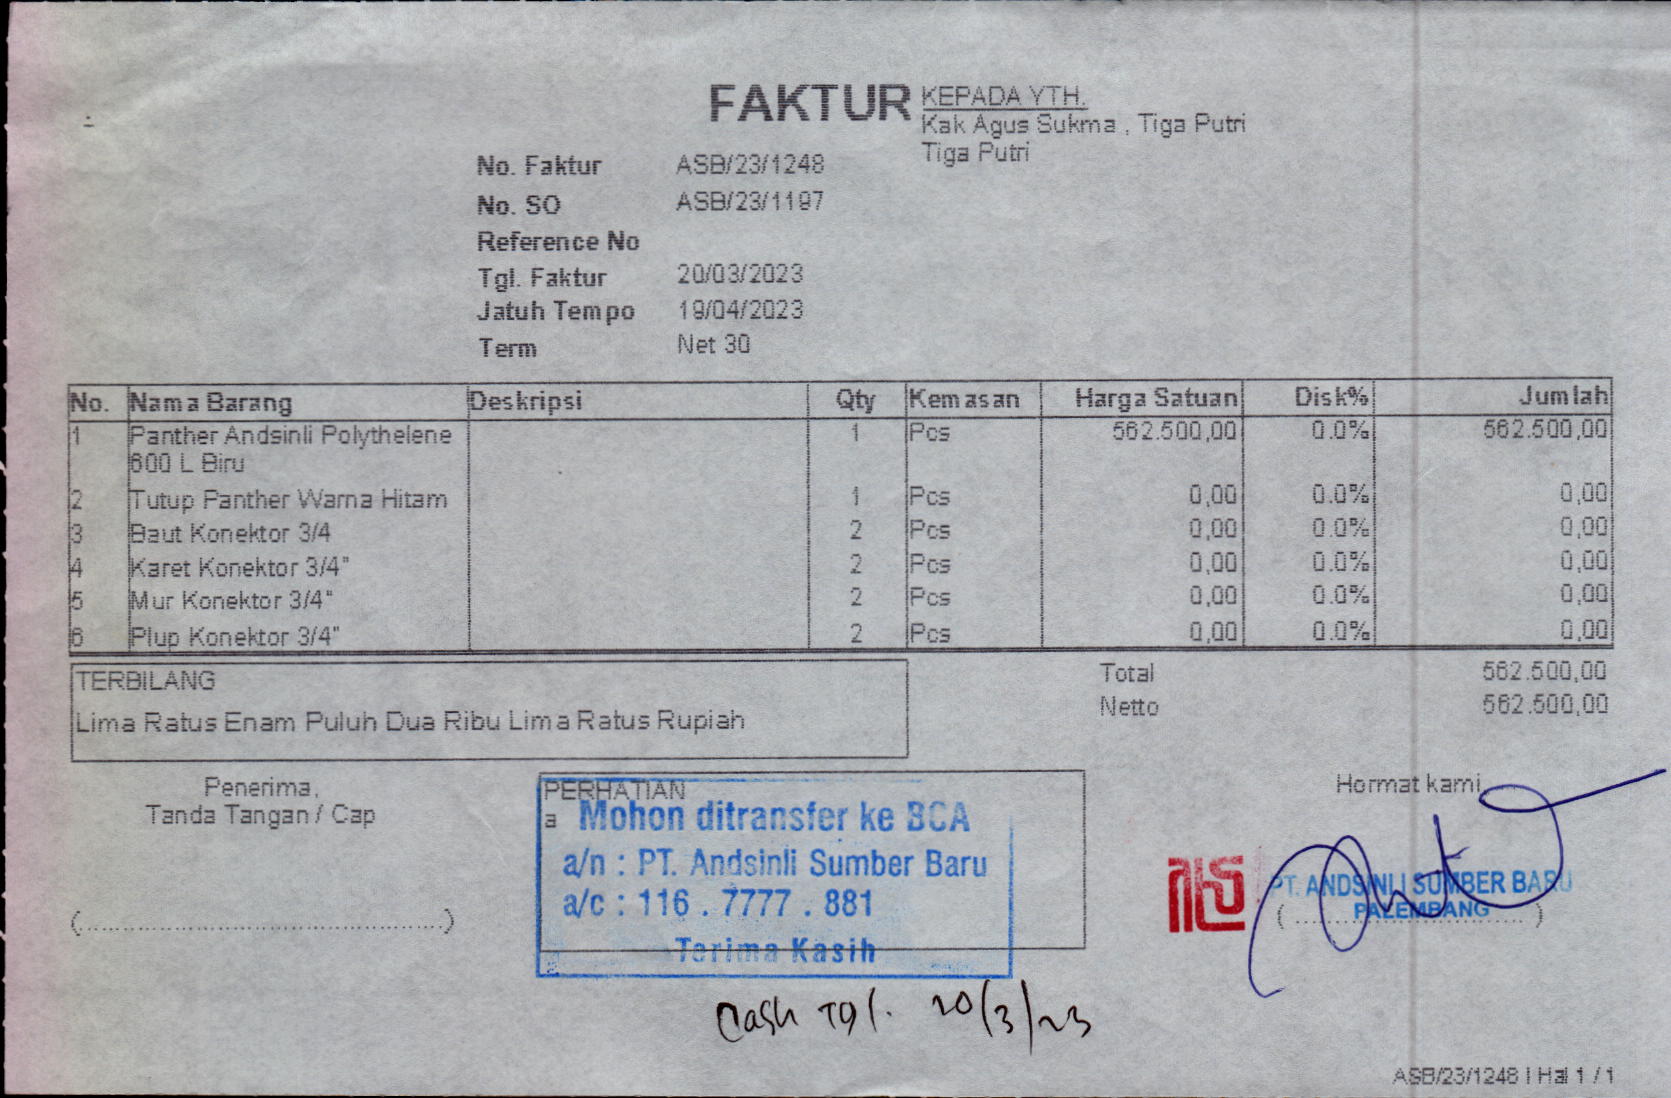 FAKTUR
KEPADA YTH.
Kak Agus Sukma , Tiga Putri
Tiga Putri
No. Faktur ASB/23/1248
No. SO ASB/23/1197
Reference No
Tgl. Faktur 20/03/2023
Jatuh Tempo 19/04/2023
Term Net 30
No. Nama Barang Deskripsi Qty Kemasan Harga Satuan Disk% Jumlah
1 Panther Andsinli Polythelene 1 Pcs 562.500,00 0.0% 562.500,00
600 L Biru
2 Tutup Panther Warna Hitam 1 Pcs 0,00 0.0% 0,00
3 Baut Konektor 3/4 2 Pcs 0,00 0.0% 0,00
4 Karet Konektor 3/4" 2 Pcs 0,00 0.0% 0,00
5 Mur Konektor 3/4" 2 Pcs 0,00 0.0% 0,00
6 Plup Konektor 3/4" 2 Pcs 0,00 0.0% 0,00
TERBILANG
Lima Ratus Enam Puluh Dua Ribu Lima Ratus Rupiah
Total 562.500,00
Netto 562.500,00
Penerima,
Tanda Tangan / Cap
(..........................................)
PERHATIAN
a
Mohon ditransfer ke BCA
a/n : PT. Andsinli Sumber Baru
a/c : 116 . 7777 . 881
Terima Kasih
Hormat kami
PT. ANDSINLI SUMBER BARU
PALEMBANG
Cash Tgl. 20/3/23
ASB/23/1248 | Hal 1 / 1